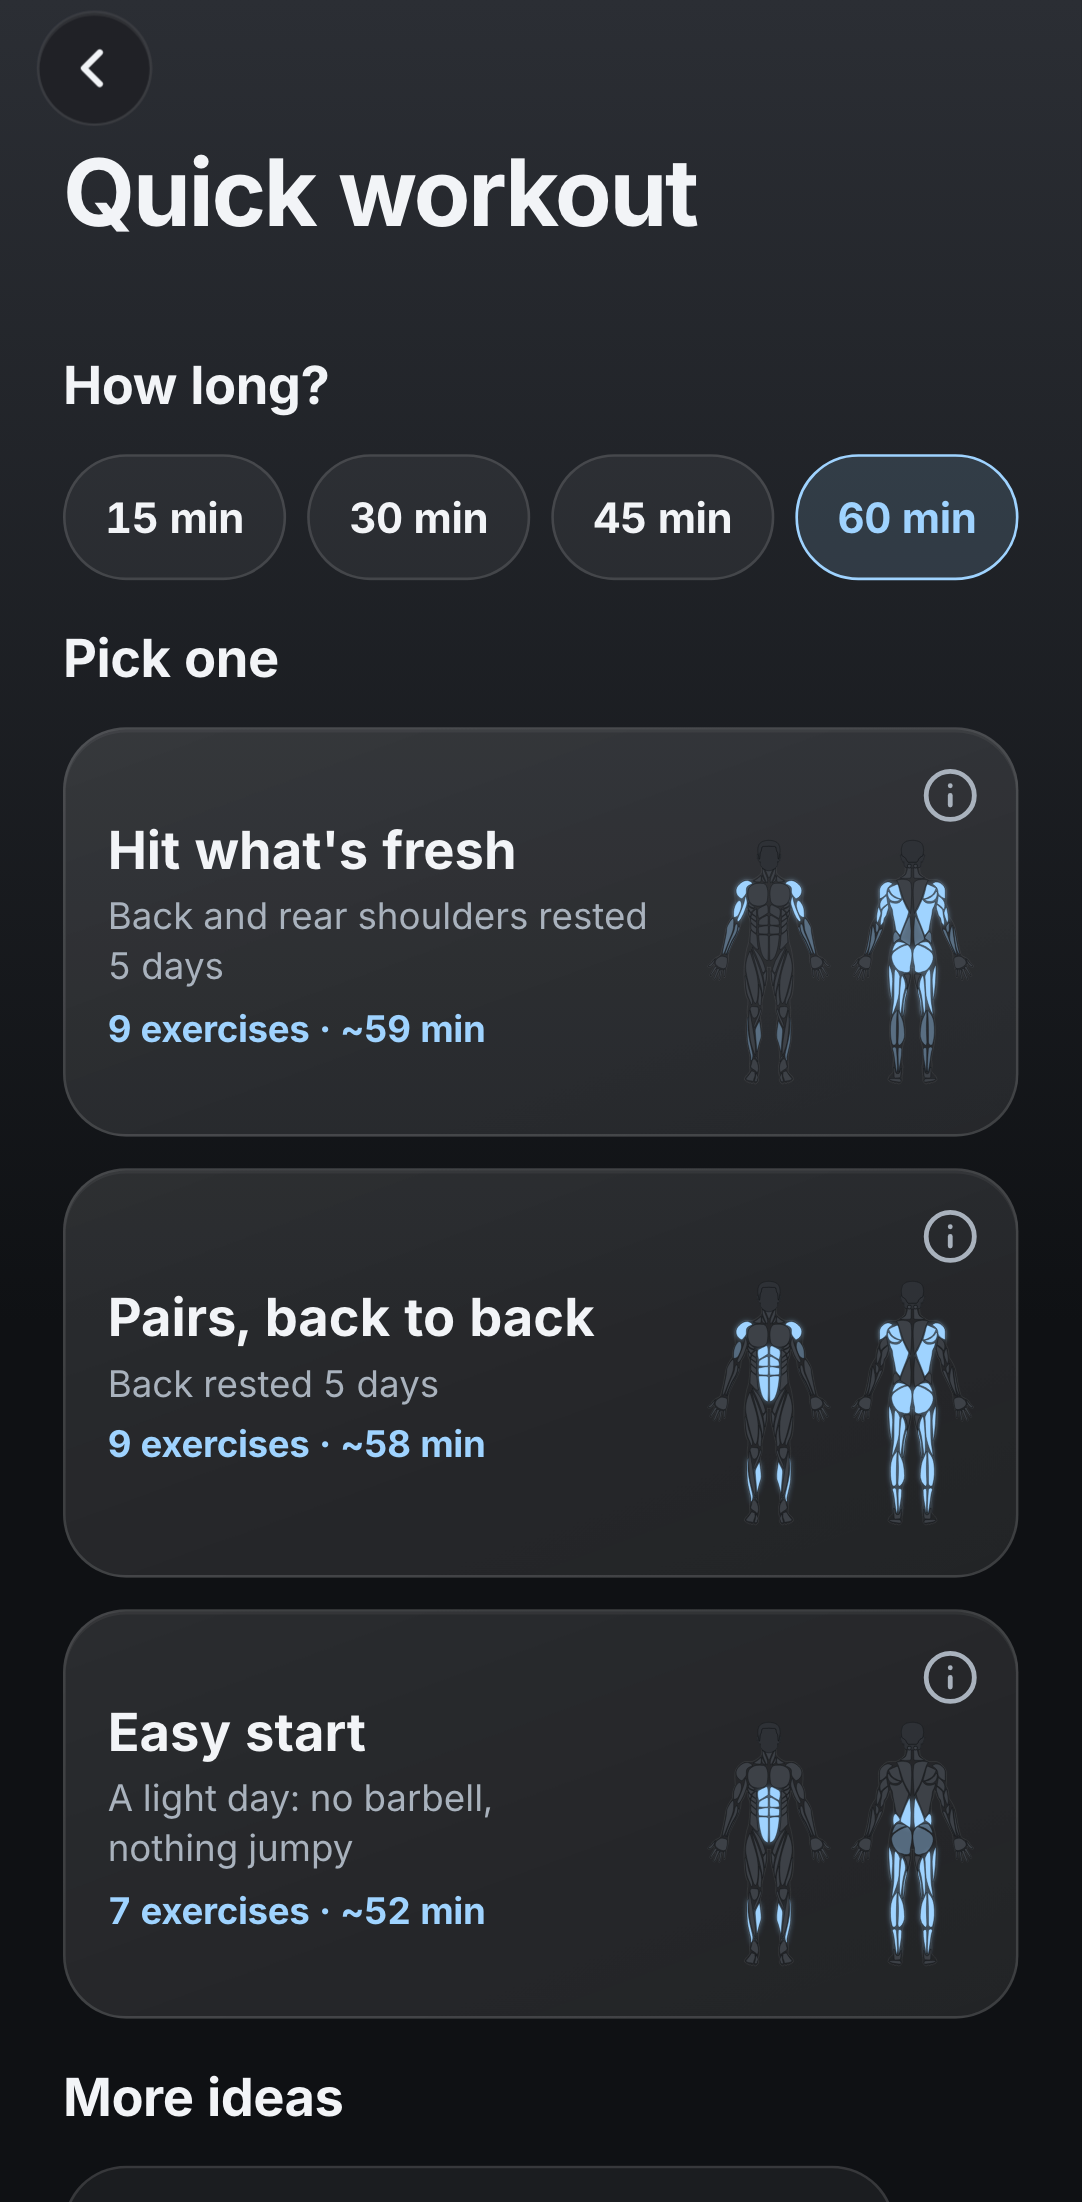 Quick workout
How long?
15 min
30 min
45 min
60 min
Pick one
Hit what's fresh
Back and rear shoulders rested
5 days
9 exercises · ~59 min
Pairs, back to back
Back rested 5 days
9 exercises · ~58 min
Easy start
A light day: no barbell,
nothing jumpy
7 exercises · ~52 min
More ideas